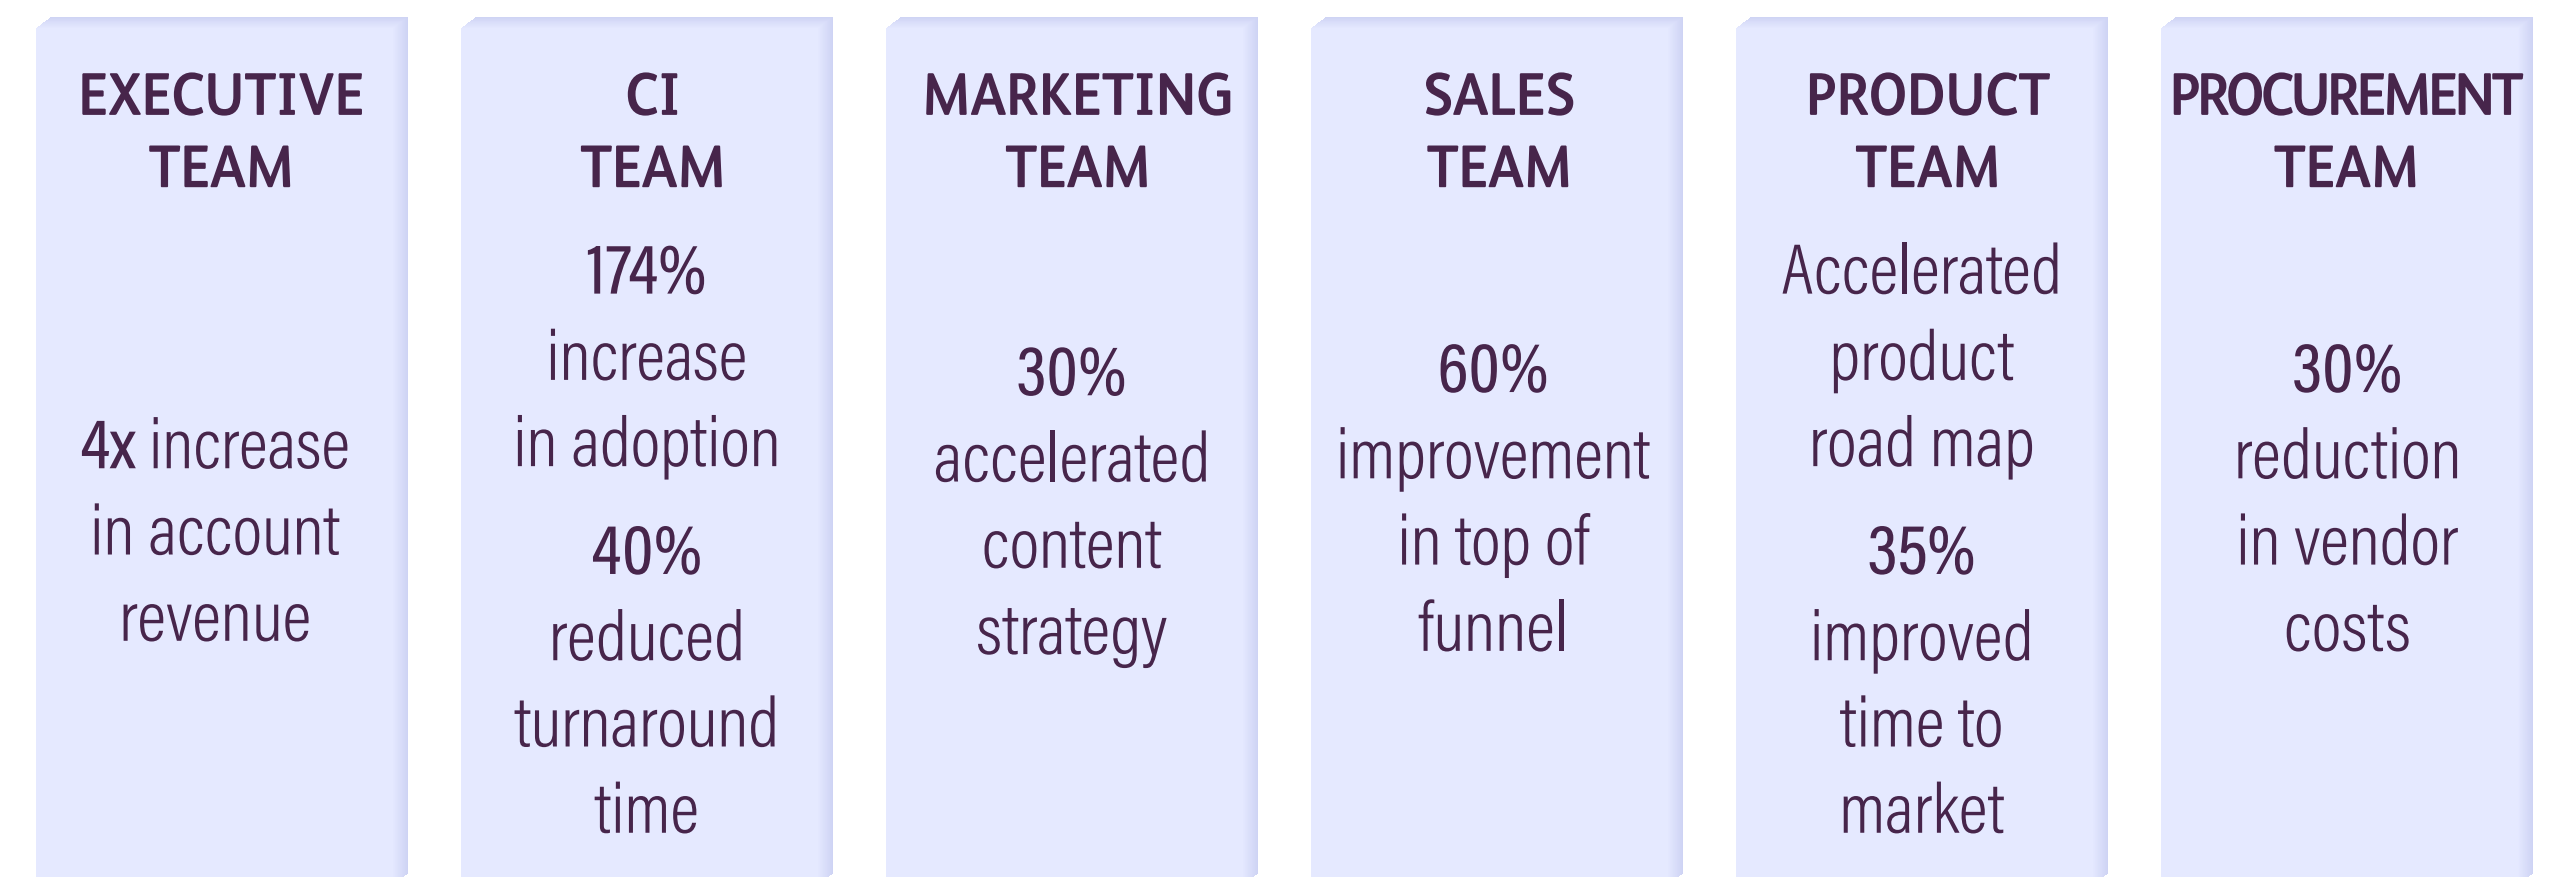 EXECUTIVE
TEAM
4x increase
in account
revenue
CI
TEAM
174%
increase
in adoption
40%
reduced
turnaround
time
MARKETING
TEAM
30%
accelerated
content
strategy
SALES
TEAM
60%
improvement
in top of
funnel
PRODUCT
TEAM
Accelerated
product
road map
35%
improved
time to
market
PROCUREMENT
TEAM
30%
reduction
in vendor
costs